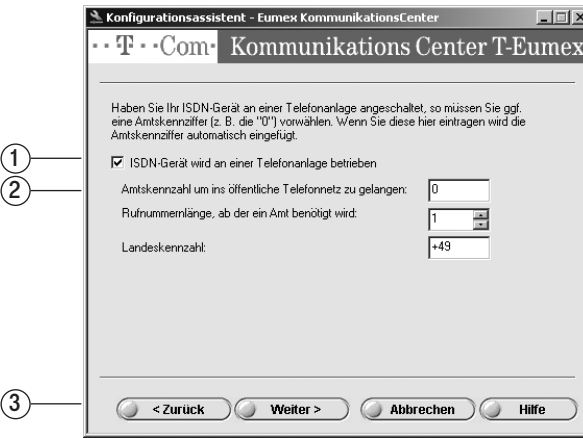 Konfigurationsassistent - Eumex KommunikationsCenter
··T··Com· Kommunikations Center T-Eumex
Haben Sie Ihr ISDN-Gerät an einer Telefonanlage angeschaltet, so müssen Sie ggf.
eine Amtskennziffer (z. B. die "0") vorwählen. Wenn Sie diese hier eintragen wird die
Amtskennziffer automatisch eingefügt.
1 ISDN-Gerät wird an einer Telefonanlage betrieben
2 Amtskennzahl um ins öffentliche Telefonnetz zu gelangen: 0
Rufnummernlänge, ab der ein Amt benötigt wird: 1
Landeskennzahl: +49
3 < Zurück Weiter > Abbrechen Hilfe